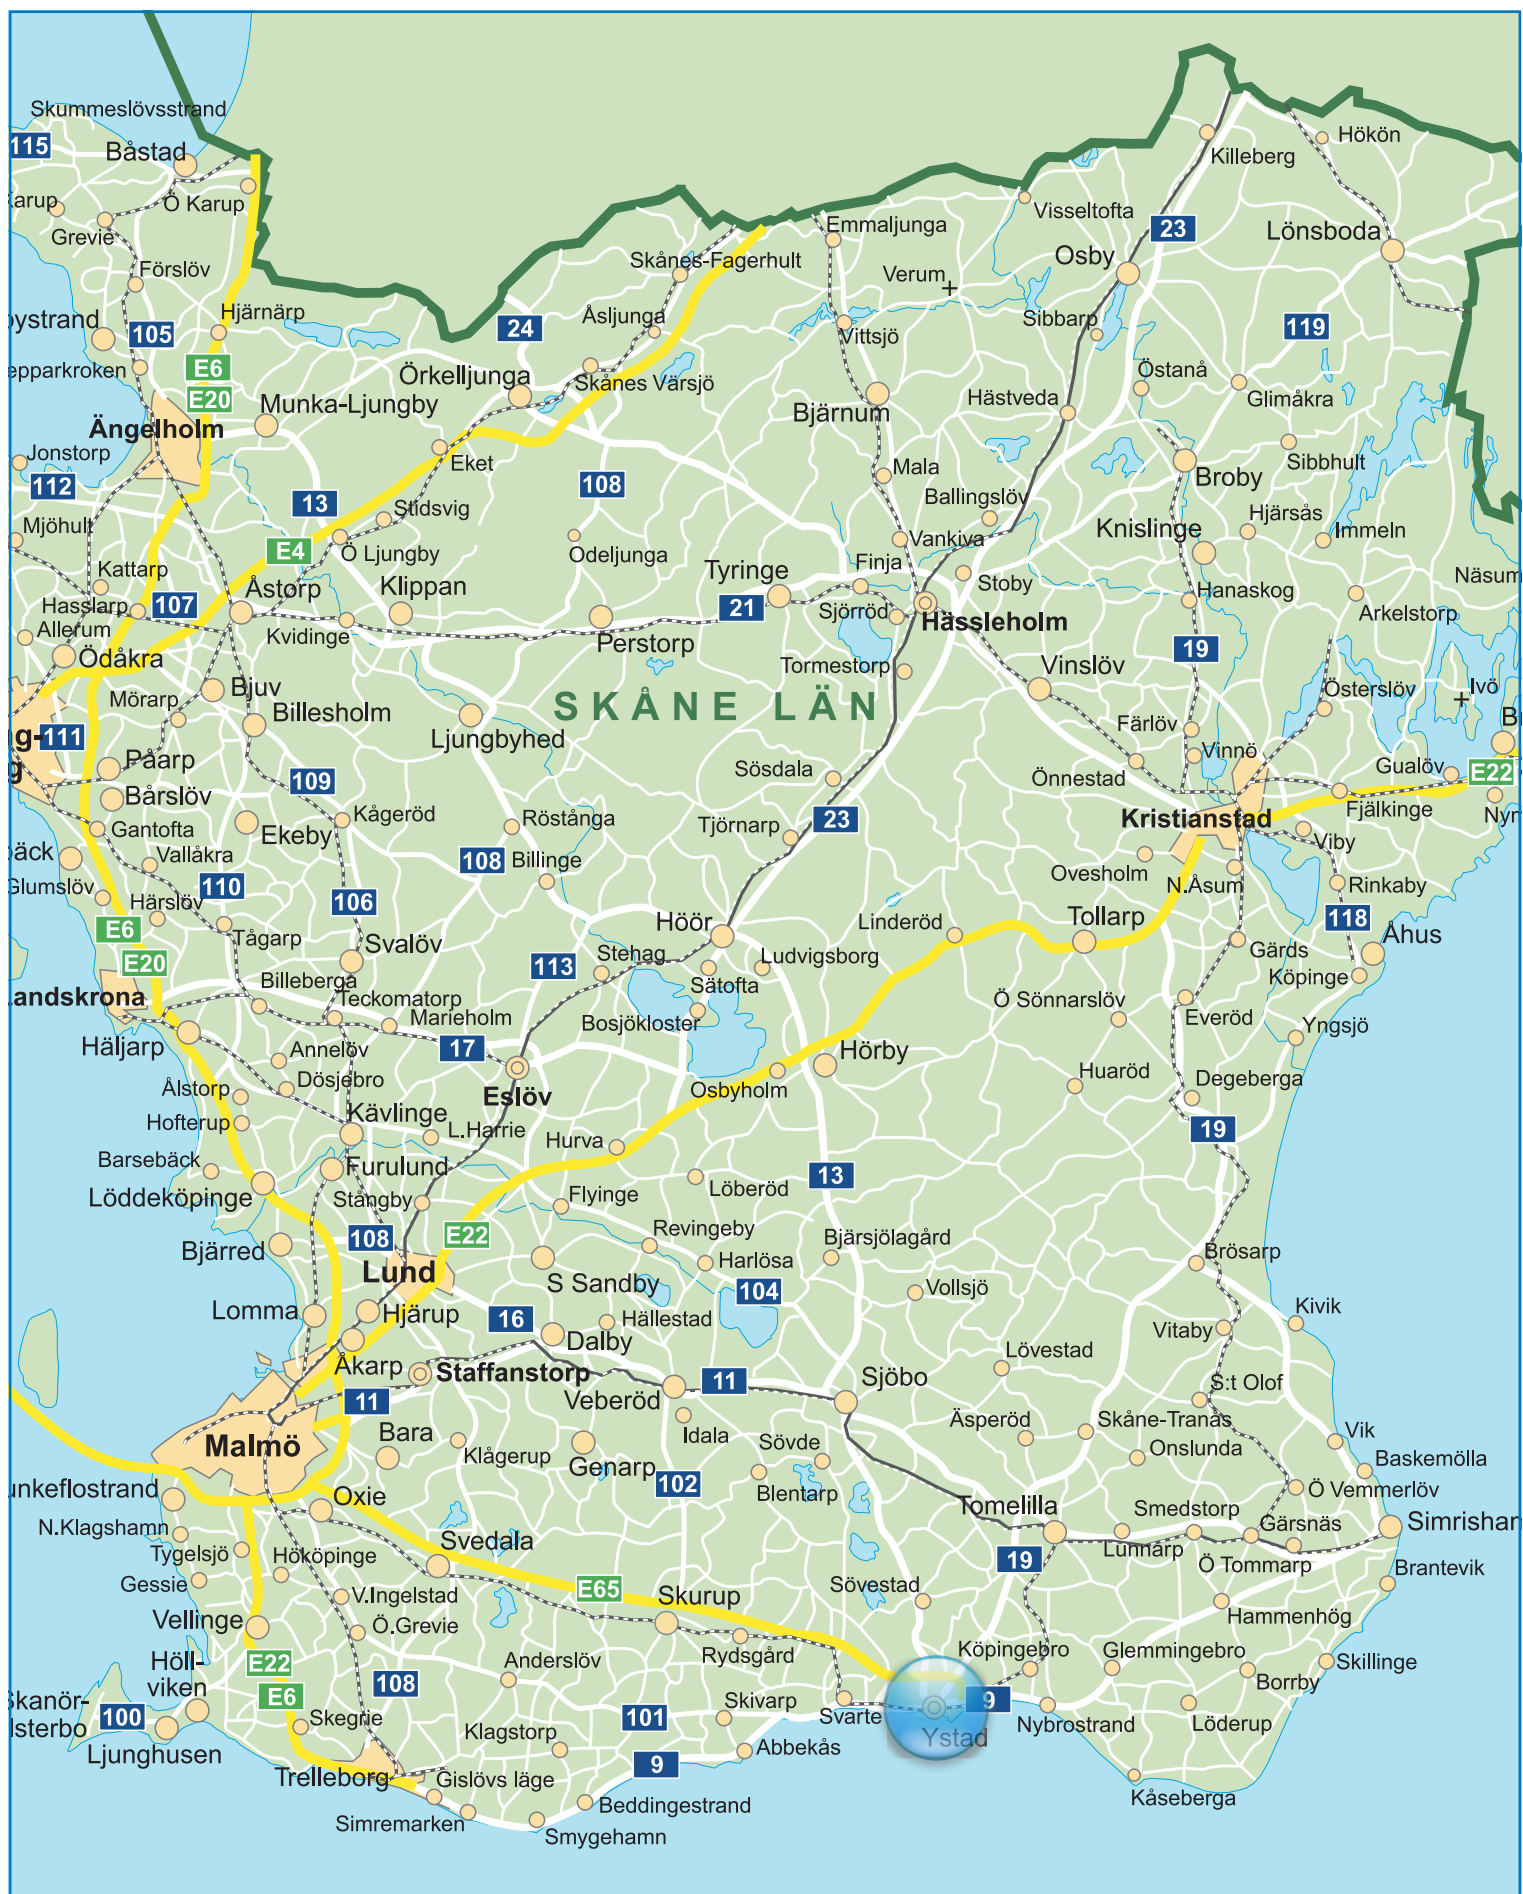 Skummeslövsstrand
115
Båstad
Hökön
Killeberg
Karup
Ö Karup
Visseltofta
Grevie
Emmaljunga
23
Lönsboda
Osby
Skånes-Fagerhult
Förslöv
Verum
Hjärnärp
Åsljunga
Sibbarp
119
ystrand
105
24
Vittsjö
epparkroken
E6
Örkelljunga
Skånes Värsjö
Östanå
E20
Munka-Ljungby
Bjärnum
Hästveda
Glimåkra
Ängelholm
Jonstorp
Eket
Mala
Sibbhult
112
13
108
Ballingslöv
Broby
Mjöhult
Stidsvig
Knislinge
Hjärsås
Immeln
E4
Ö Ljungby
Odeljunga
Vankiva
Kattarp
Klippan
Tyringe
Finja
Stoby
Näsum
Åstorp
Hanaskog
Hasslarp
107
21
Sjörröd
Arkelstorp
Allerum
Kvidinge
Perstorp
Hässleholm
Ödåkra
19
Tormestorp
Vinslöv
Mörarp
Bjuv
Österslöv
Ivö
Billesholm
SKÅNE LÄN
Färlöv
ng-
111
Ljungbyhed
g
Påarp
Vinnö
109
Sösdala
Önnestad
Gualöv
E22
Bårslöv
Fjälkinge
Gantofta
Ekeby
Kågeröd
Röstånga
Tjörnarp
23
Kristianstad
bäck
Vallåkra
108
Billinge
Viby
Glumslöv
110
Ovesholm
N.Åsum
Rinkaby
Härslöv
106
Höör
Linderöd
Tollarp
118
E6
Tågarp
Svalöv
Gärds
Köpinge
Åhus
E20
Billeberga
Stehag
Ludvigsborg
113
Sätofta
Landskrona
Teckomatorp
Ö Sönnarslöv
Marieholm
Bosjökloster
Everöd
Yngsjö
Häljarp
17
Annelöv
Hörby
Ålstorp
Dösjebro
Osbyholm
Huaröd
Degeberga
Eslöv
Hofterup
Kävlinge
L.Harrie
Hurva
19
Barsebäck
Furulund
13
Löddeköpinge
Stångby
Flyinge
Löberöd
108
E22
Revingeby
Bjärred
Bjärsjölagård
Brösarp
Lund
Harlösa
S Sandby
104
Vollsjö
Lomma
Hjärup
16
Hällestad
Kivik
Vitaby
Dalby
Åkarp
Lövestad
Staffanstorp
Sjöbo
S:t Olof
11
Veberöd
11
Malmö
Bara
Idala
Äsperöd
Skåne-Tranås
Vik
Klågerup
Sövde
Onslunda
Genarp
Baskemölla
102
Blentarp
unkeflostrand
Oxie
Ö Vemmerlöv
Tomelilla
Smedstorp
N.Klagshamn
Gärsnäs
Simrisham
Svedala
Lunnarp
Tygelsjö
Hököpinge
19
Ö Tommarp
Gessie
V.Ingelstad
E65
Sövestad
Brantevik
Vellinge
Skurup
Hammenhög
Ö.Grevie
Köpingebro
Glemmingebro
Höll-
viken
E22
Rydsgård
Anderslöv
Borrby
Skillinge
108
E6
Skanör-
Isterbo
100
Skegrie
101
Skivarp
Svarte
9
Nybrostrand
Löderup
Klagstorp
Ystad
Ljunghusen
Abbekås
9
Trelleborg
Gislövs läge
Kåseberga
Beddingestrand
Simremarken
Smygehamn